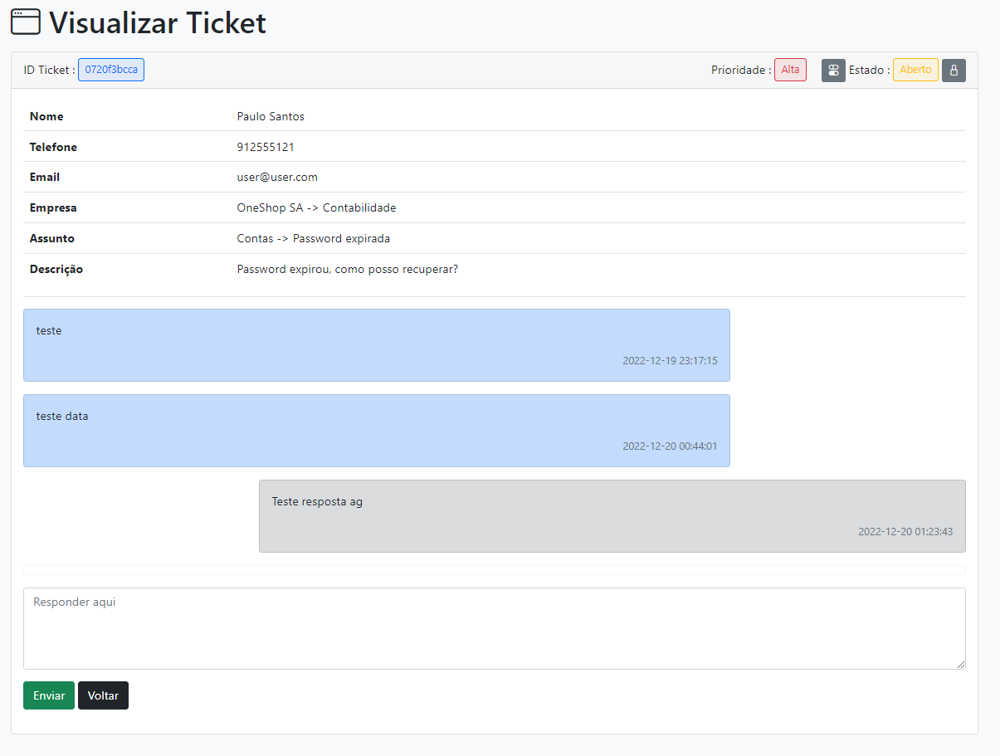 Visualizar Ticket
ID Ticket : 0720f3bcca Prioridade : Alta Estado : Aberto
Nome Paulo Santos
Telefone 912555121
Email user@user.com
Empresa OneShop SA -> Contabilidade
Assunto Contas -> Password expirada
Descrição Password expirou, como posso recuperar?
teste
2022-12-19 23:17:15
teste data
2022-12-20 00:44:01
Teste resposta ag
2022-12-20 01:23:43
Responder aqui
Enviar Voltar